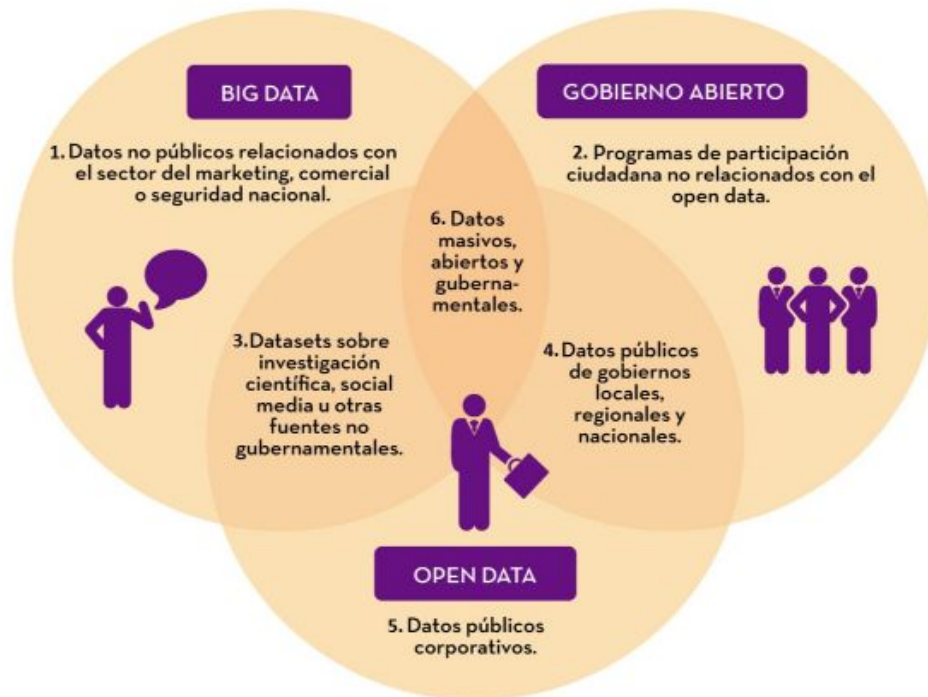 BIG DATA
1. Datos no públicos relacionados con
el sector del marketing, comercial
o seguridad nacional.
GOBIERNO ABIERTO
2. Programas de participación
ciudadana no relacionados con el
open data.
6. Datos
masivos,
abiertos y
guberna-
mentales.
3. Datasets sobre
investigación
científica, social
media u otras
fuentes no
gubernamentales.
4. Datos públicos
de gobiernos
locales,
regionales y
nacionales.
OPEN DATA
5. Datos públicos
corporativos.